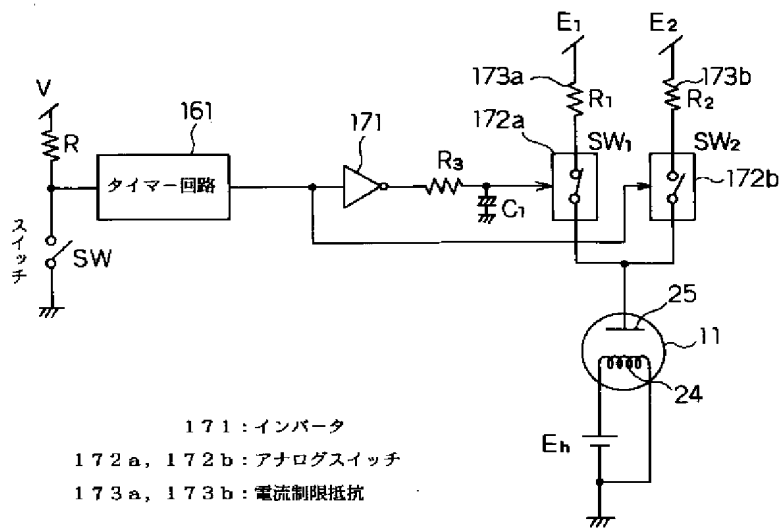 E₁
E₂
173a
173b
R₁
R₂
V
161
171
172a
SW₁
SW₂
R
タイマー回路
R₃
C₁
172b
スイッチ
SW
25
11
24
Eh
171:インバータ
172a, 172b:アナログスイッチ
173a, 173b:電流制限抵抗